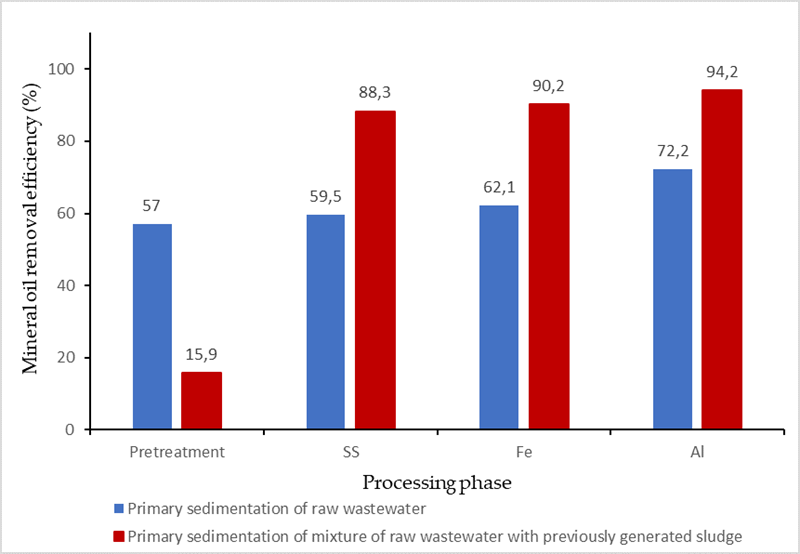 Mineral oil removal efficiency (%)
100
80
60
40
20
0
57
15,9
59,5
88,3
62,1
90,2
72,2
94,2
Pretreatment
SS
Fe
Al
Processing phase
Primary sedimentation of raw wastewater
Primary sedimentation of mixture of raw wastewater with previously generated sludge